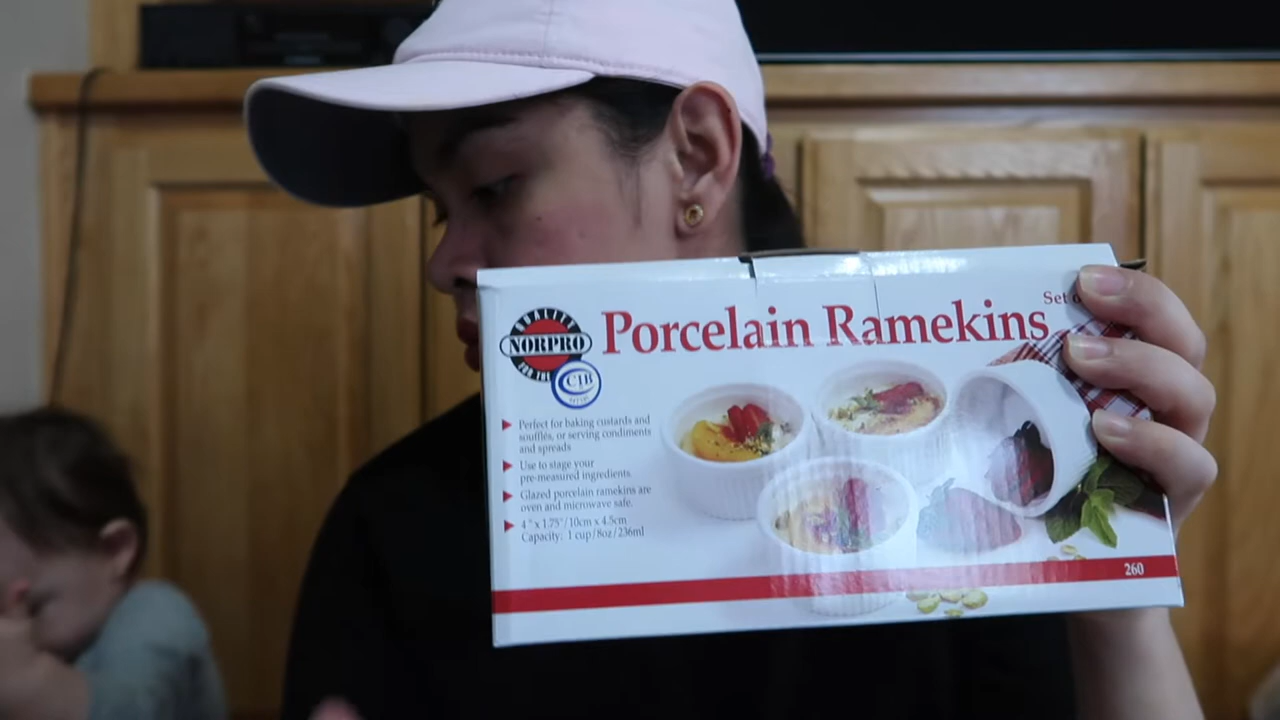 Set
Porcelain Ramekins
QUALITY
NORPRO
FOR THE
CIB
Perfect for baking custards and
soufflés, or serving condiments
and spreads
Use to stage your
pre-measured ingredients.
Glazed porcelain ramekins are
oven and microwave safe.
4" x 1.75"/10cm x 4.5cm
Capacity: 1 cup/8oz/236ml
260